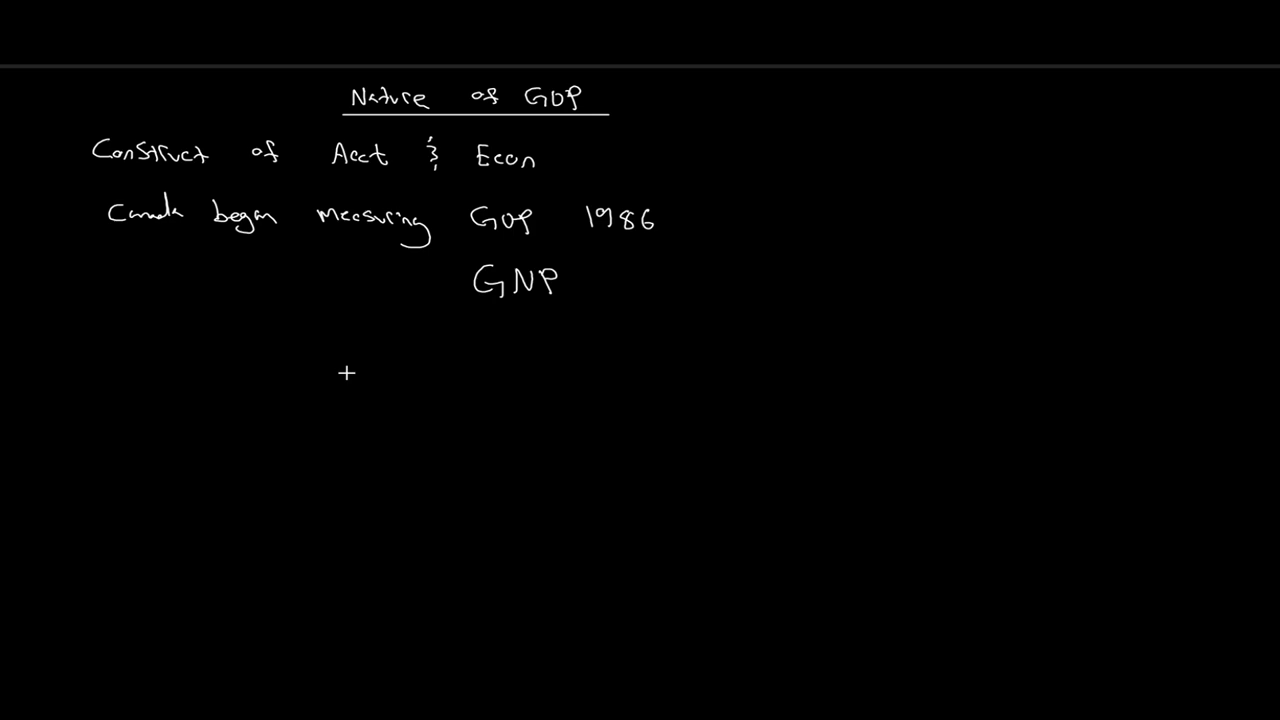 Nature of GDP
Construct of Acct & Econ
Canada began measuring GDP 1986
GNP